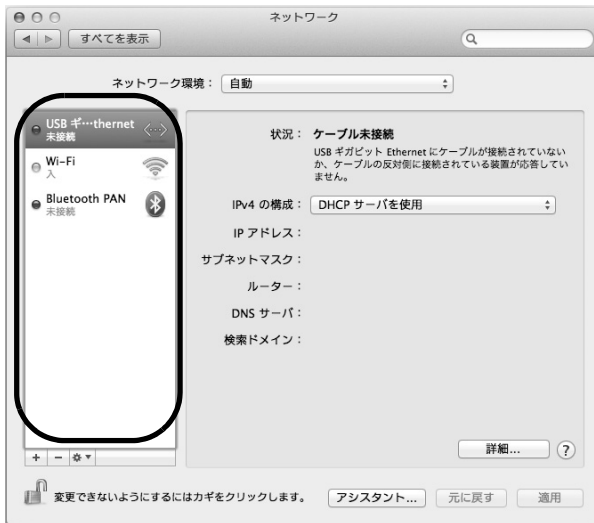 ネットワーク
すべてを表示
ネットワーク環境： 自動
USB ギ…thernet
未接続
Wi-Fi
入
Bluetooth PAN
未接続
状況： ケーブル未接続
USB ギガビット Ethernet にケーブルが接続されていない
か、ケーブルの反対側に接続されている装置が応答してい
ません。
IPv4 の構成： DHCP サーバを使用
IP アドレス：
サブネットマスク：
ルーター：
DNS サーバ：
検索ドメイン：
詳細... ?
+ −
変更できないようにするにはカギをクリックします。
アシスタント... 元に戻す 適用